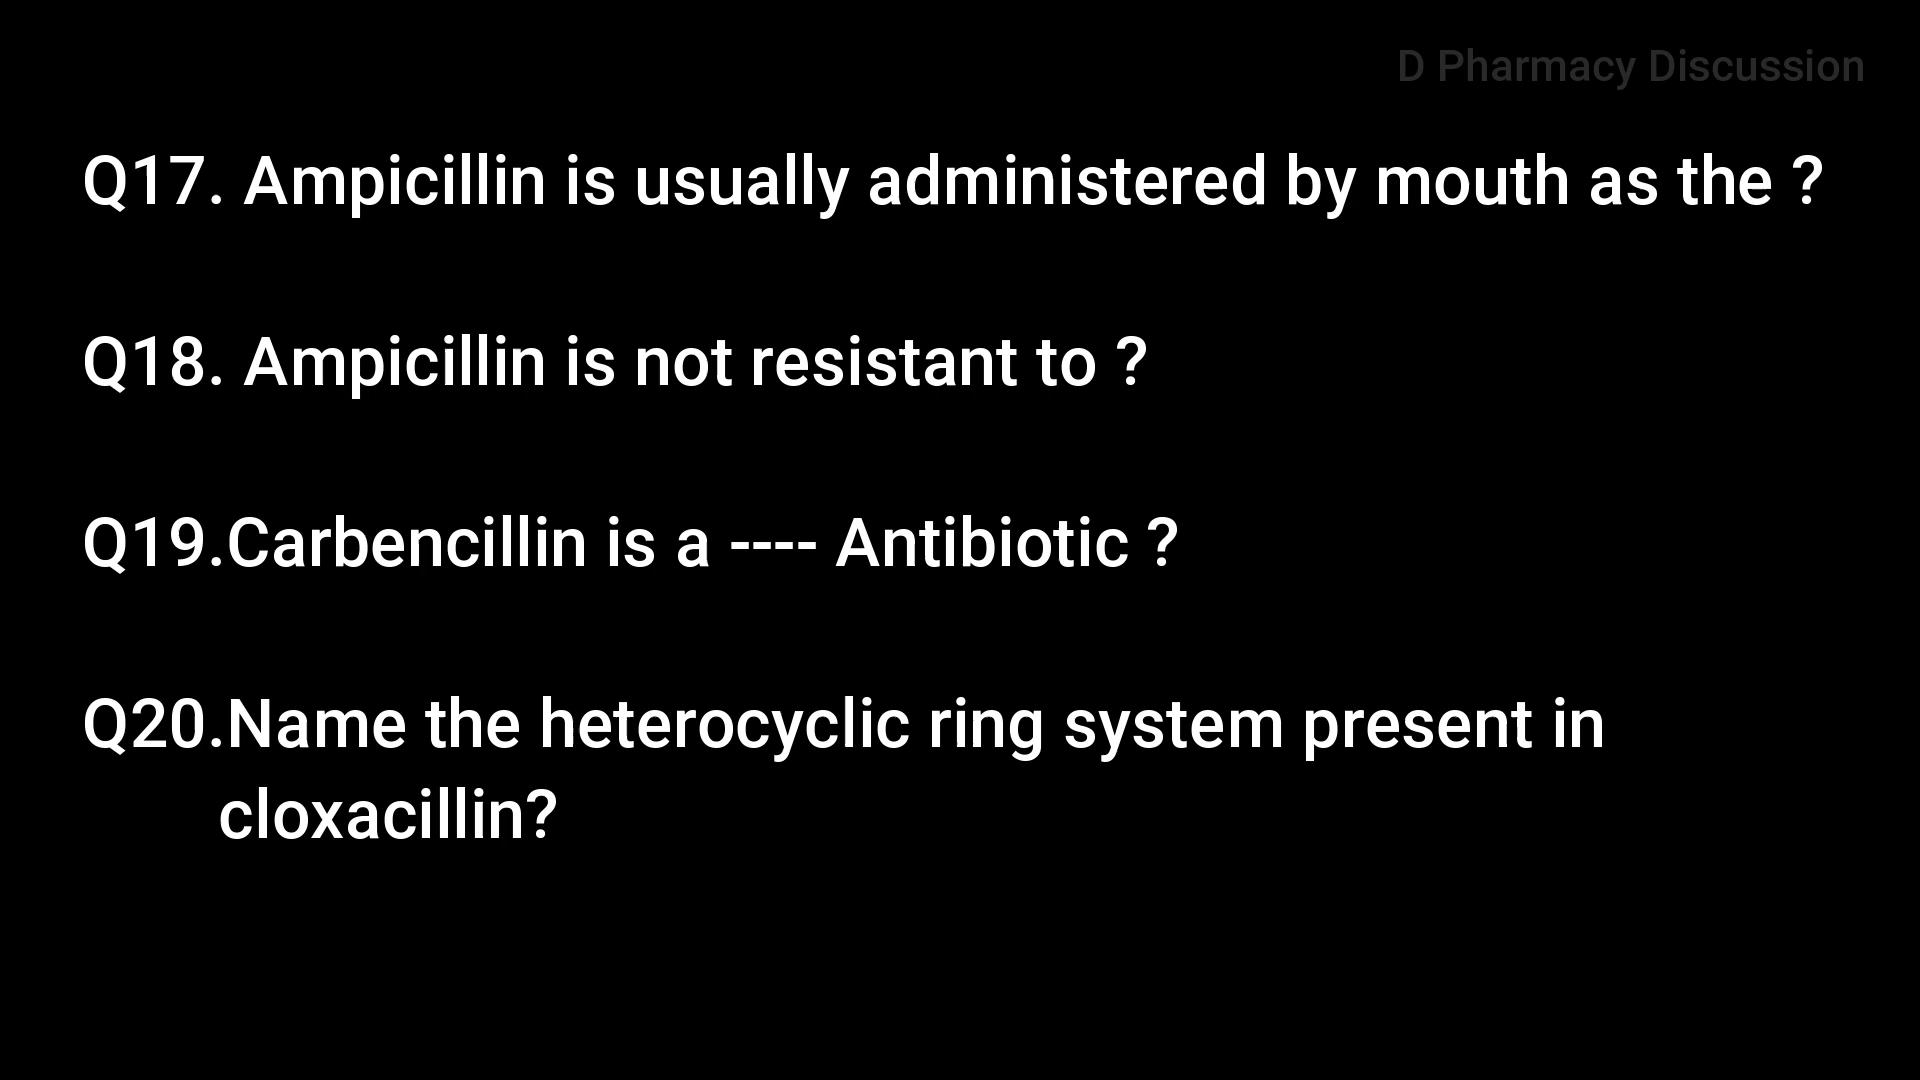 D Pharmacy Discussion
Q17. Ampicillin is usually administered by mouth as the ?
Q18. Ampicillin is not resistant to ?
Q19.Carbencillin is a ---- Antibiotic ?
Q20.Name the heterocyclic ring system present in
cloxacillin?